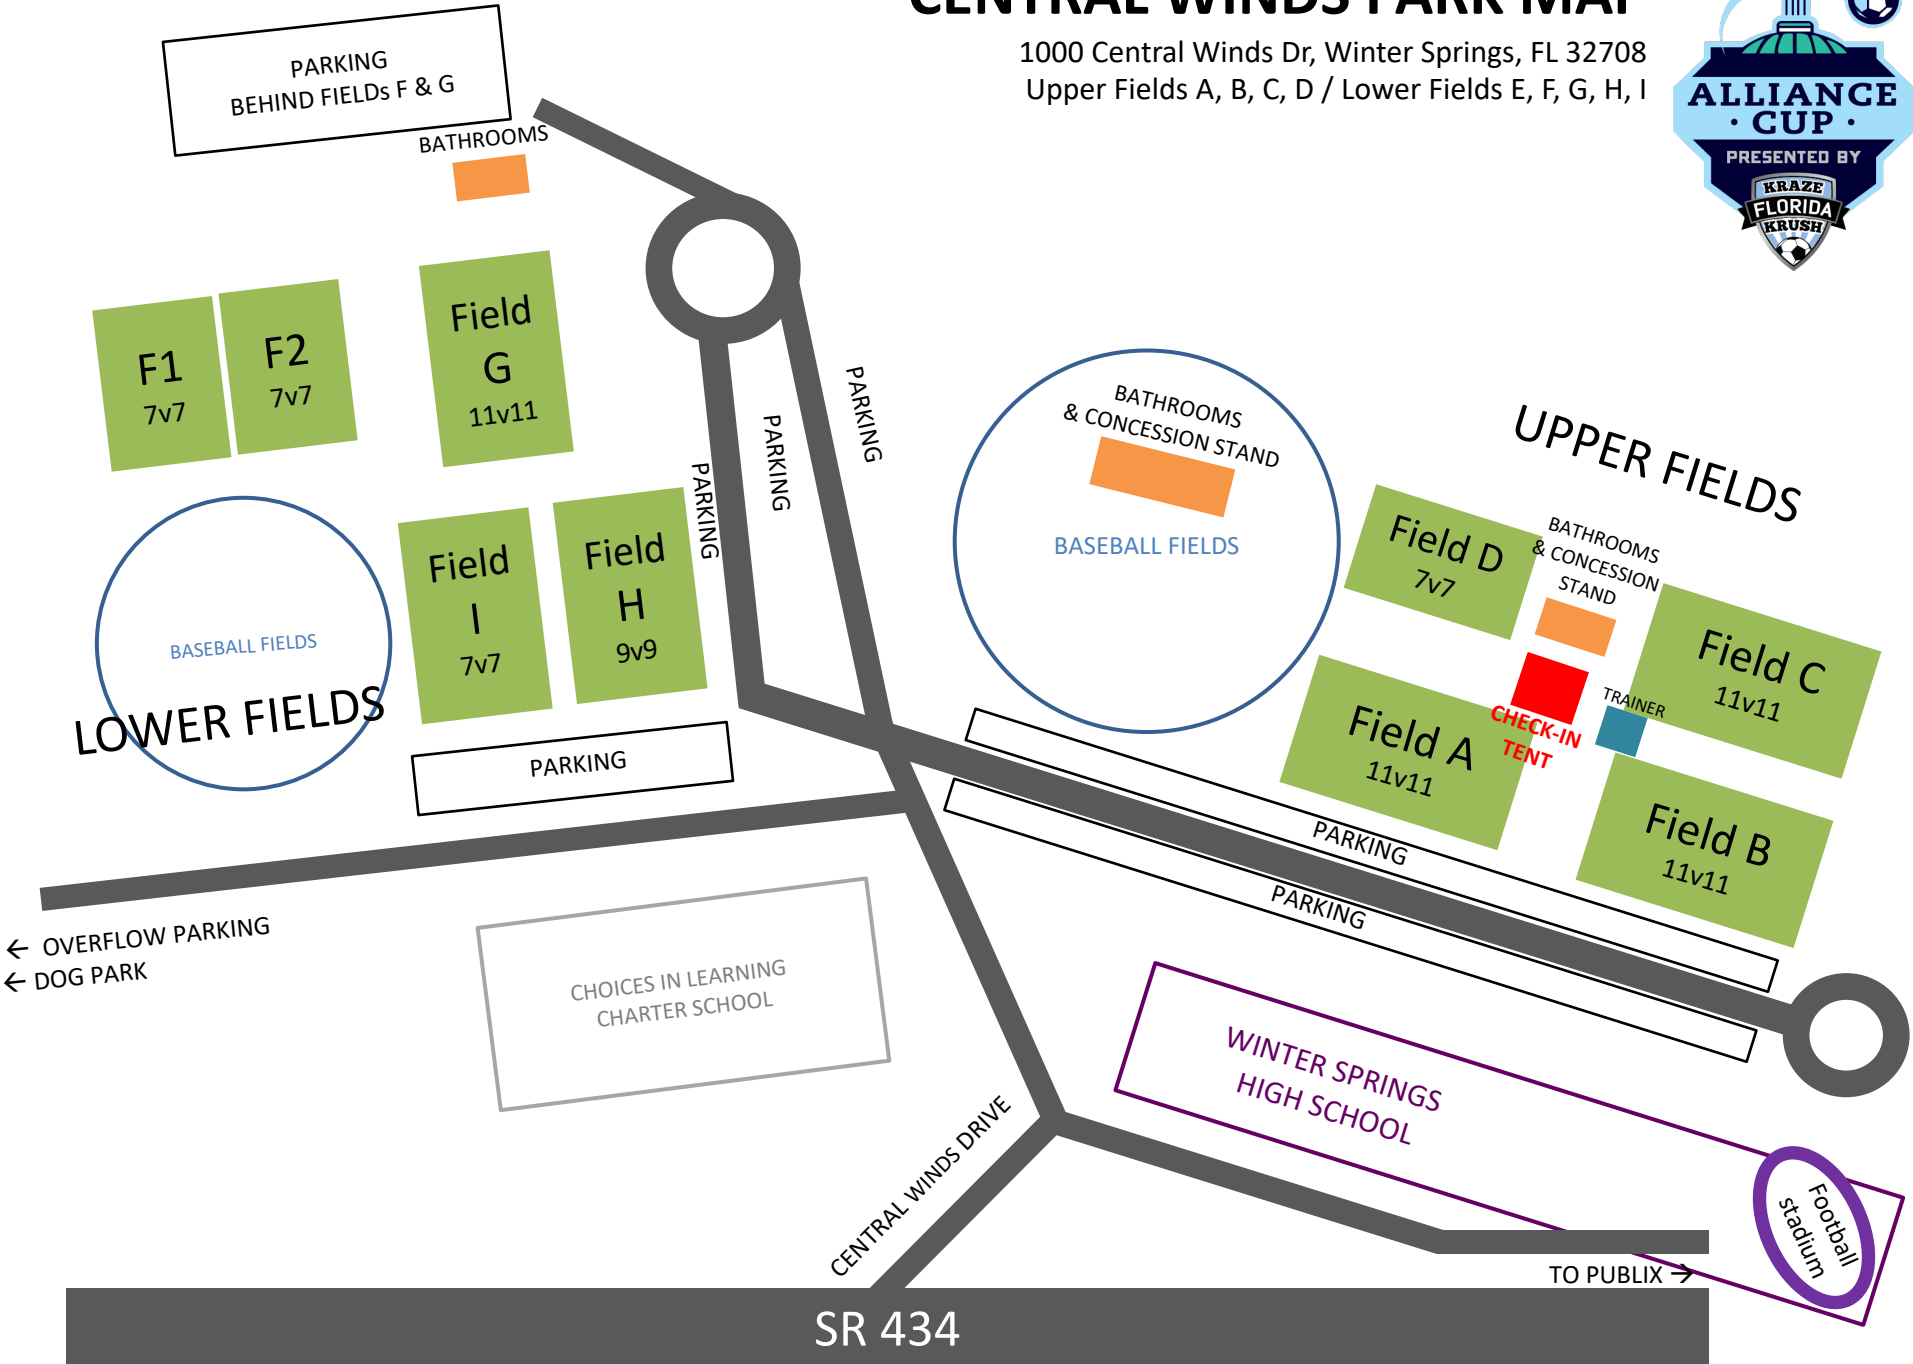 CENTRAL WINDS PARK MAP
1000 Central Winds Dr, Winter Springs, FL 32708
Upper Fields A, B, C, D / Lower Fields E, F, G, H, I
ALLIANCE
· CUP ·
PRESENTED BY
KRAZE
FLORIDA
KRUSH
PARKING
BEHIND FIELDs F & G
BATHROOMS
F1
7v7
F2
7v7
Field
G
11v11
PARKING
PARKING
PARKING
BATHROOMS
& CONCESSION STAND
BASEBALL FIELDS
UPPER FIELDS
Field D
7v7
BATHROOMS
& CONCESSION
STAND
Field C
11v11
TRAINER
CHECK-IN
TENT
Field A
11v11
Field B
11v11
PARKING
PARKING
Field
I
7v7
Field
H
9v9
BASEBALL FIELDS
LOWER FIELDS
PARKING
← OVERFLOW PARKING
← DOG PARK
CHOICES IN LEARNING
CHARTER SCHOOL
WINTER SPRINGS
HIGH SCHOOL
Football
stadium
CENTRAL WINDS DRIVE
TO PUBLIX →
SR 434